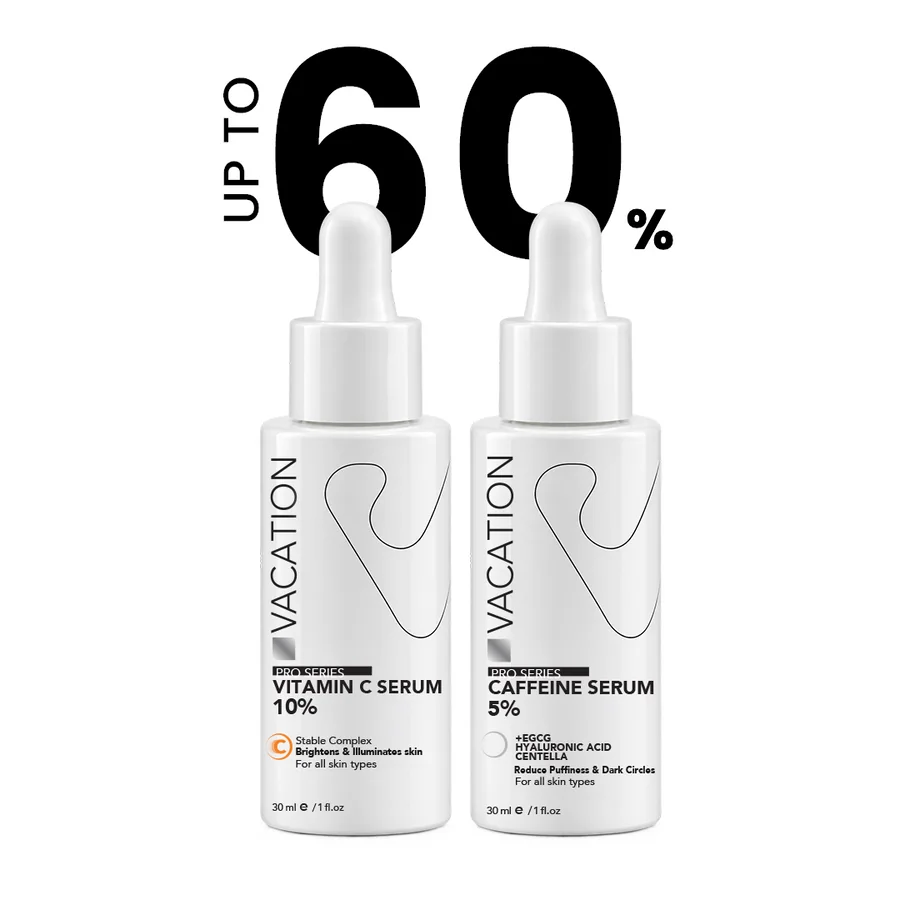 UP TO
60%
VACATION
PRO SERIES
VITAMIN C SERUM
10%
C
Stable Complex
Brightens & Illuminates skin
For all skin types
30 ml e / 1 fl.oz
VACATION
PRO SERIES
CAFFEINE SERUM
5%
+EGCG
HYALURONIC ACID
CENTELLA
Reduce Puffiness & Dark Circles
For all skin types
30 ml e / 1 fl.oz